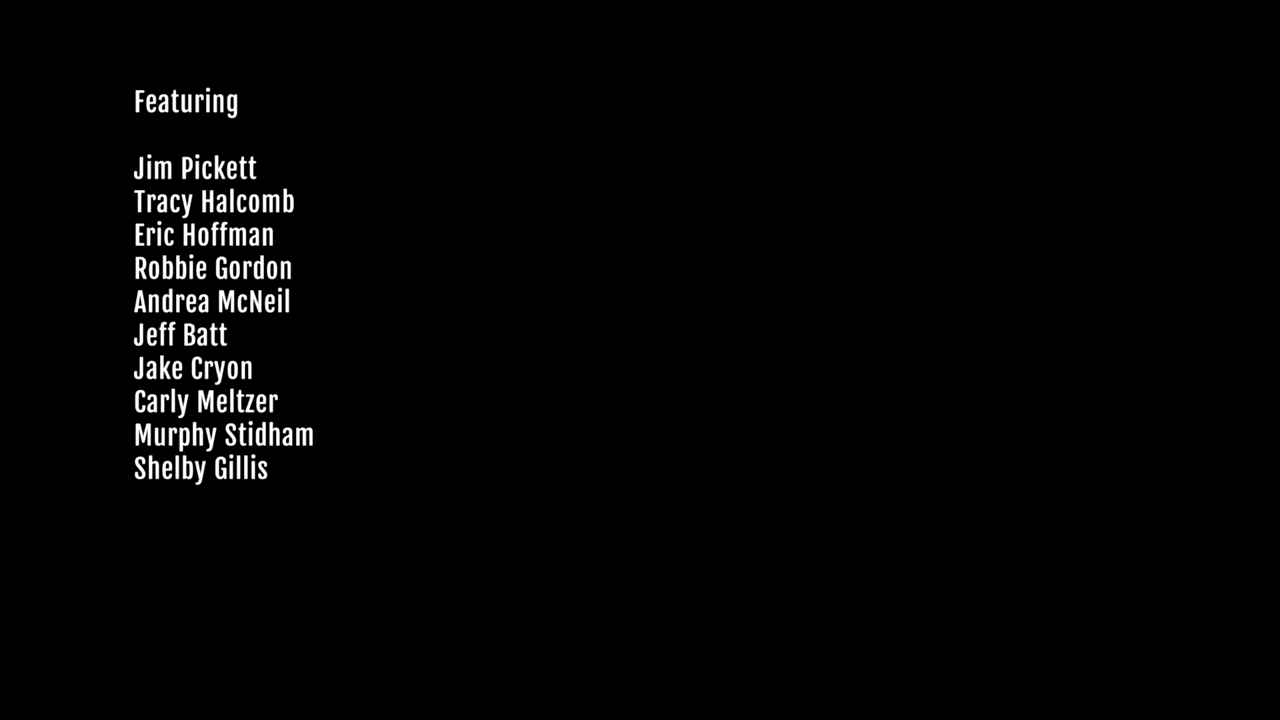 Featuring
Jim Pickett
Tracy Halcomb
Eric Hoffman
Robbie Gordon
Andrea McNeil
Jeff Batt
Jake Cryon
Carly Meltzer
Murphy Stidham
Shelby Gillis